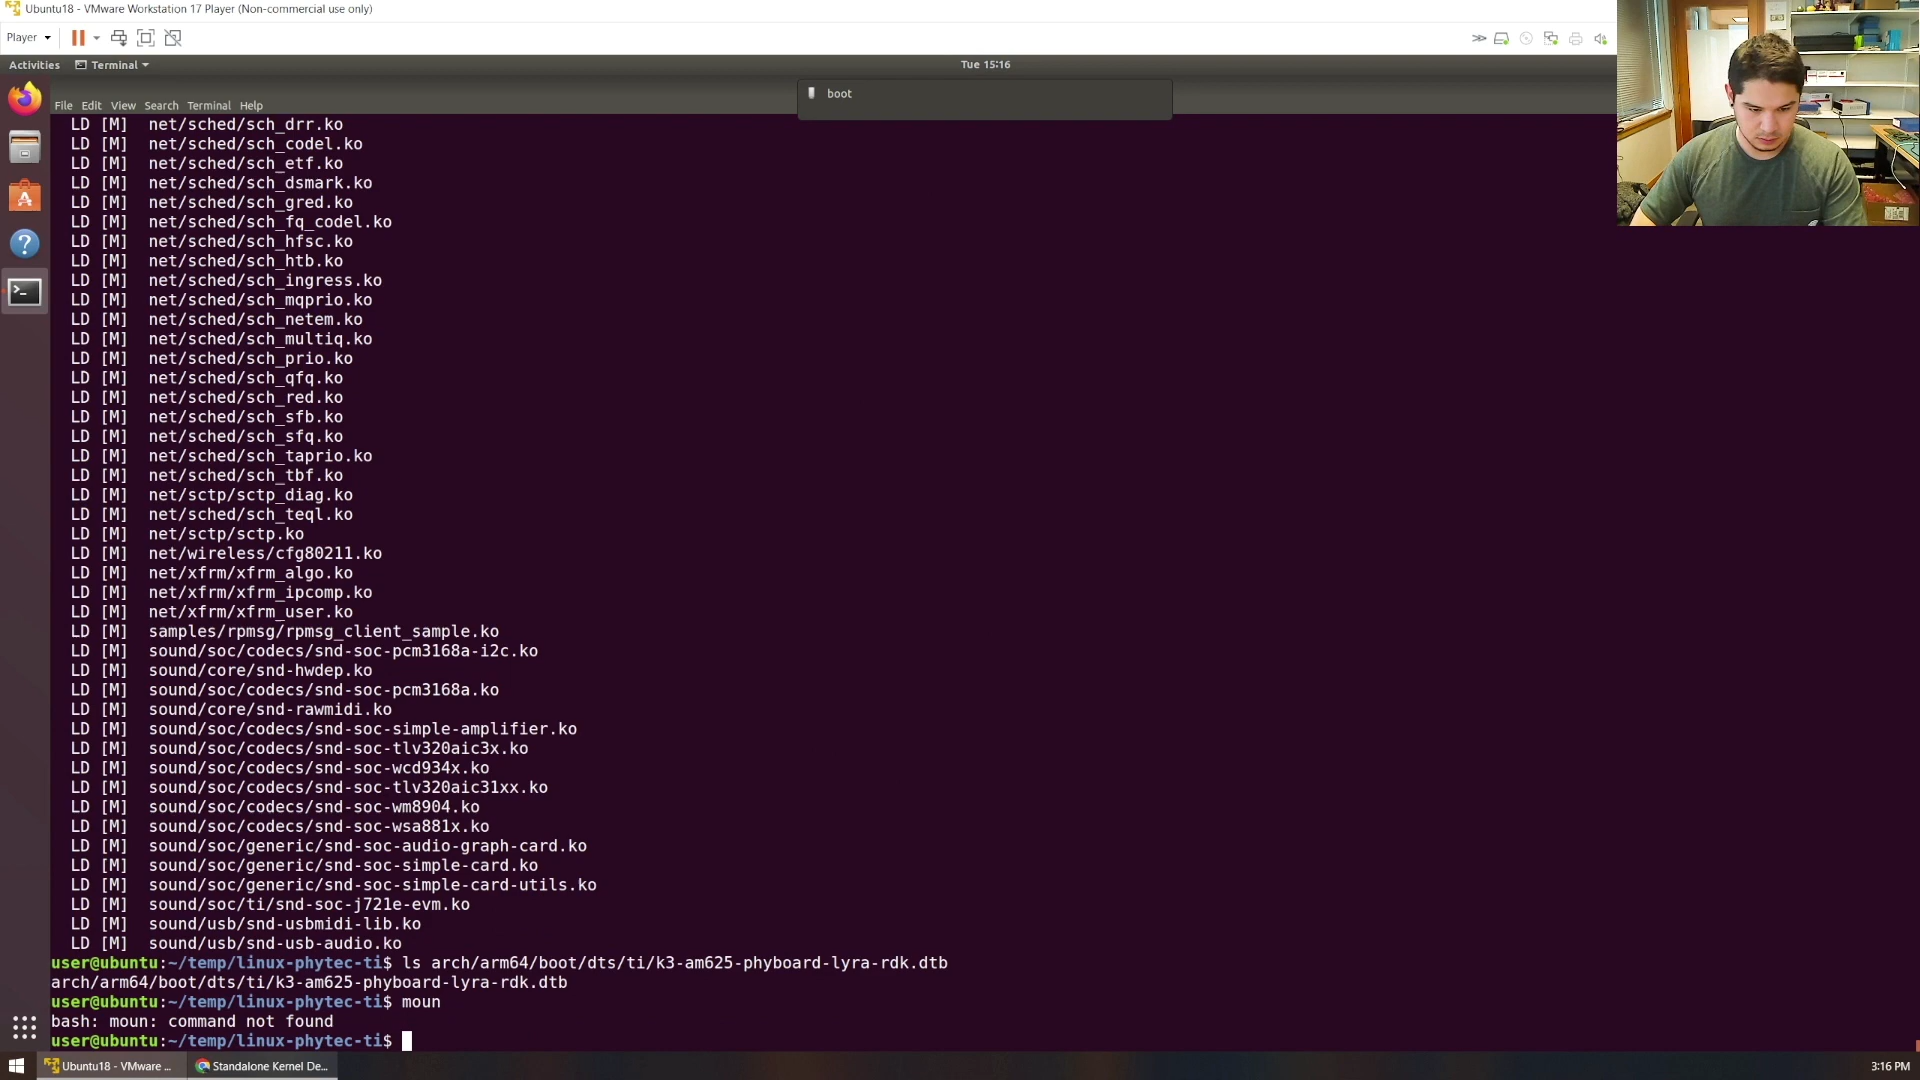 Ubuntu18 - VMware Workstation 17 Player (Non-commercial use only)
Player
Activities Terminal Tue 15:16
boot
File Edit View Search Terminal Help
LD [M] net/sched/sch_drr.ko
LD [M] net/sched/sch_codel.ko
LD [M] net/sched/sch_etf.ko
LD [M] net/sched/sch_dsmark.ko
LD [M] net/sched/sch_gred.ko
LD [M] net/sched/sch_fq_codel.ko
LD [M] net/sched/sch_hfsc.ko
LD [M] net/sched/sch_htb.ko
LD [M] net/sched/sch_ingress.ko
LD [M] net/sched/sch_mqprio.ko
LD [M] net/sched/sch_netem.ko
LD [M] net/sched/sch_multiq.ko
LD [M] net/sched/sch_prio.ko
LD [M] net/sched/sch_qfq.ko
LD [M] net/sched/sch_red.ko
LD [M] net/sched/sch_sfb.ko
LD [M] net/sched/sch_sfq.ko
LD [M] net/sched/sch_taprio.ko
LD [M] net/sched/sch_tbf.ko
LD [M] net/sctp/sctp_diag.ko
LD [M] net/sched/sch_teql.ko
LD [M] net/sctp/sctp.ko
LD [M] net/wireless/cfg80211.ko
LD [M] net/xfrm/xfrm_algo.ko
LD [M] net/xfrm/xfrm_ipcomp.ko
LD [M] net/xfrm/xfrm_user.ko
LD [M] samples/rpmsg/rpmsg_client_sample.ko
LD [M] sound/soc/codecs/snd-soc-pcm3168a-i2c.ko
LD [M] sound/core/snd-hwdep.ko
LD [M] sound/soc/codecs/snd-soc-pcm3168a.ko
LD [M] sound/core/snd-rawmidi.ko
LD [M] sound/soc/codecs/snd-soc-simple-amplifier.ko
LD [M] sound/soc/codecs/snd-soc-tlv320aic3x.ko
LD [M] sound/soc/codecs/snd-soc-wcd934x.ko
LD [M] sound/soc/codecs/snd-soc-tlv320aic31xx.ko
LD [M] sound/soc/codecs/snd-soc-wm8904.ko
LD [M] sound/soc/codecs/snd-soc-wsa881x.ko
LD [M] sound/soc/generic/snd-soc-audio-graph-card.ko
LD [M] sound/soc/generic/snd-soc-simple-card.ko
LD [M] sound/soc/generic/snd-soc-simple-card-utils.ko
LD [M] sound/soc/ti/snd-soc-j721e-evm.ko
LD [M] sound/usb/snd-usbmidi-lib.ko
LD [M] sound/usb/snd-usb-audio.ko
user@ubuntu:~/temp/linux-phytec-ti$ ls arch/arm64/boot/dts/ti/k3-am625-phyboard-lyra-rdk.dtb
arch/arm64/boot/dts/ti/k3-am625-phyboard-lyra-rdk.dtb
user@ubuntu:~/temp/linux-phytec-ti$ moun
bash: moun: command not found
user@ubuntu:~/temp/linux-phytec-ti$
Ubuntu18 - VMware ... Standalone Kernel De... 3:16 PM